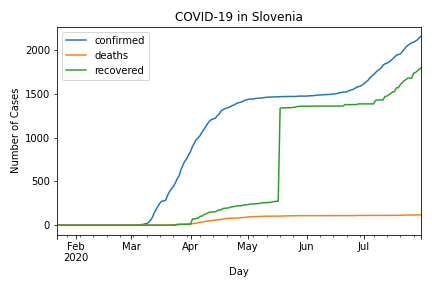 COVID-19 in Slovenia
confirmed
deaths
recovered
2000
1500
1000
500
0
Number of Cases
Feb
2020
Mar
Apr
May
Jun
Jul
Day